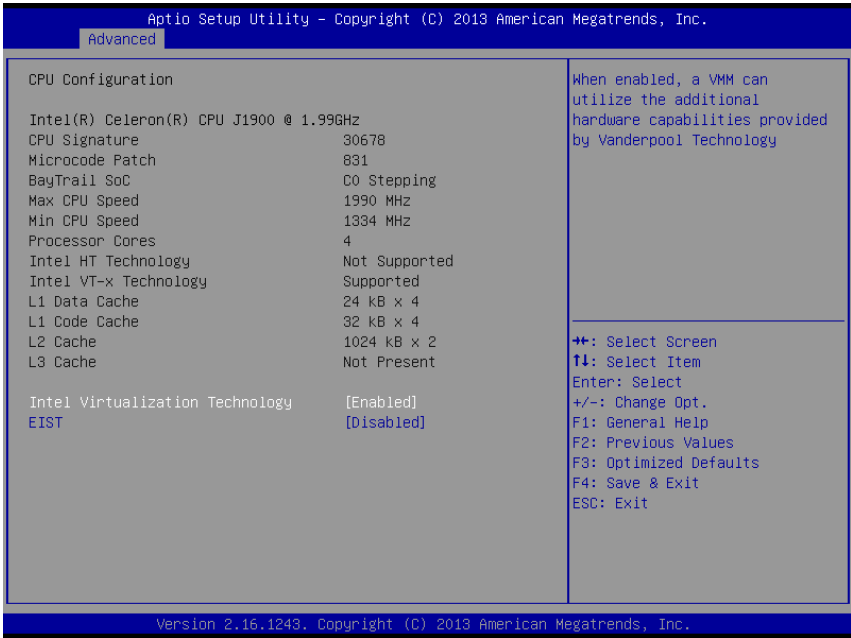 Aptio Setup Utility – Copyright (C) 2013 American Megatrends, Inc.
Advanced
CPU Configuration
Intel(R) Celeron(R) CPU J1900 @ 1.99GHz
CPU Signature 30678
Microcode Patch 831
BayTrail SoC C0 Stepping
Max CPU Speed 1990 MHz
Min CPU Speed 1334 MHz
Processor Cores 4
Intel HT Technology Not Supported
Intel VT-x Technology Supported
L1 Data Cache 24 kB x 4
L1 Code Cache 32 kB x 4
L2 Cache 1024 kB x 2
L3 Cache Not Present
Intel Virtualization Technology [Enabled]
EIST [Disabled]
When enabled, a VMM can
utilize the additional
hardware capabilities provided
by Vanderpool Technology
→←: Select Screen
↑↓: Select Item
Enter: Select
+/-: Change Opt.
F1: General Help
F2: Previous Values
F3: Optimized Defaults
F4: Save & Exit
ESC: Exit
Version 2.16.1243. Copyright (C) 2013 American Megatrends, Inc.